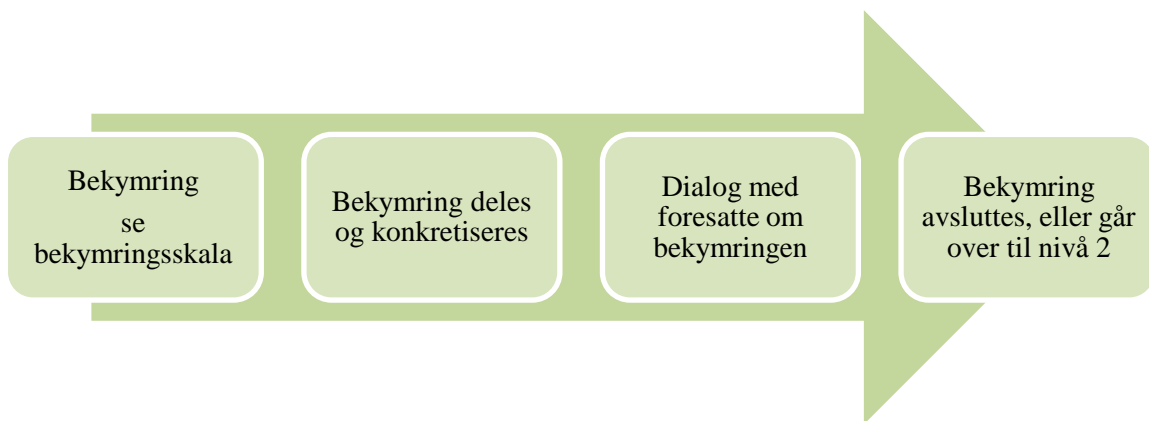 Bekymring
se
bekymringsskala
Bekymring deles
og konkretiseres
Dialog med
foresatte om
bekymringen
Bekymring
avsluttes, eller går
over til nivå 2